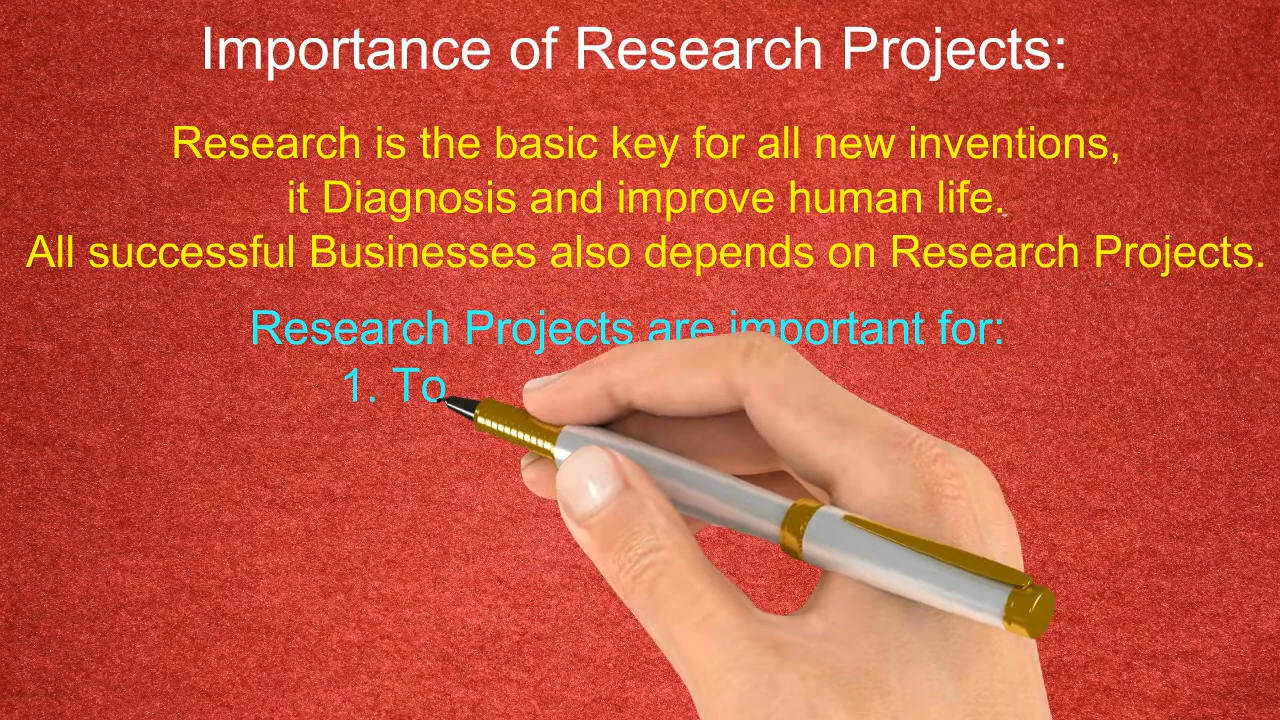 Importance of Research Projects:
Research is the basic key for all new inventions,
it Diagnosis and improve human life.
All successful Businesses also depends on Research Projects.
Research Projects are important for:
1. To